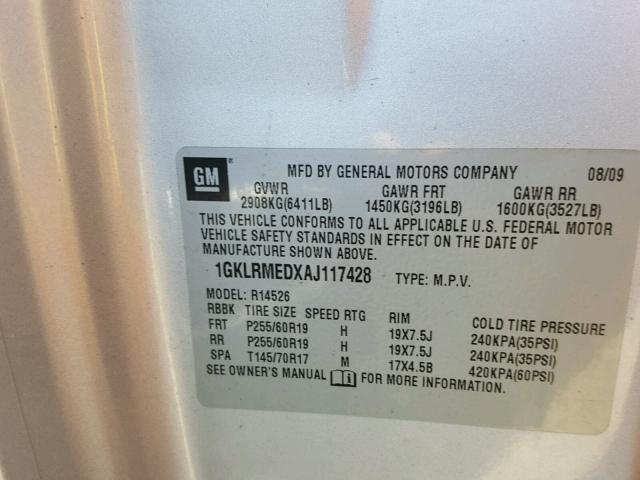 GM
MFD BY GENERAL MOTORS COMPANY 08/09
GVWR GAWR FRT GAWR RR
2908KG(6411LB) 1450KG(3196LB) 1600KG(3527LB)
THIS VEHICLE CONFORMS TO ALL APPLICABLE U.S. FEDERAL MOTOR
VEHICLE SAFETY STANDARDS IN EFFECT ON THE DATE OF
MANUFACTURE SHOWN ABOVE.
1GKLRMEDXAJ117428 TYPE: M.P.V.
MODEL: R14526
RBBK TIRE SIZE SPEED RTG RIM COLD TIRE PRESSURE
FRT P255/60R19 H 19X7.5J 240KPA(35PSI)
RR P255/60R19 H 19X7.5J 240KPA(35PSI)
SPA T145/70R17 M 17X4.5B 420KPA(60PSI)
SEE OWNER'S MANUAL FOR MORE INFORMATION.